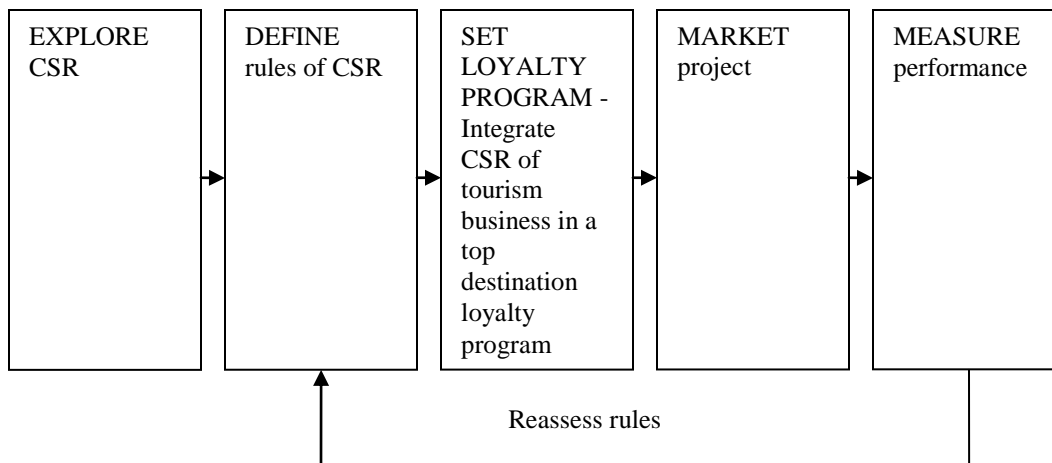 EXPLORE
CSR
DEFINE
rules of CSR
SET
LOYALTY
PROGRAM -
Integrate
CSR of
tourism
business in a
top
destination
loyalty
program
MARKET
project
MEASURE
performance
Reassess rules